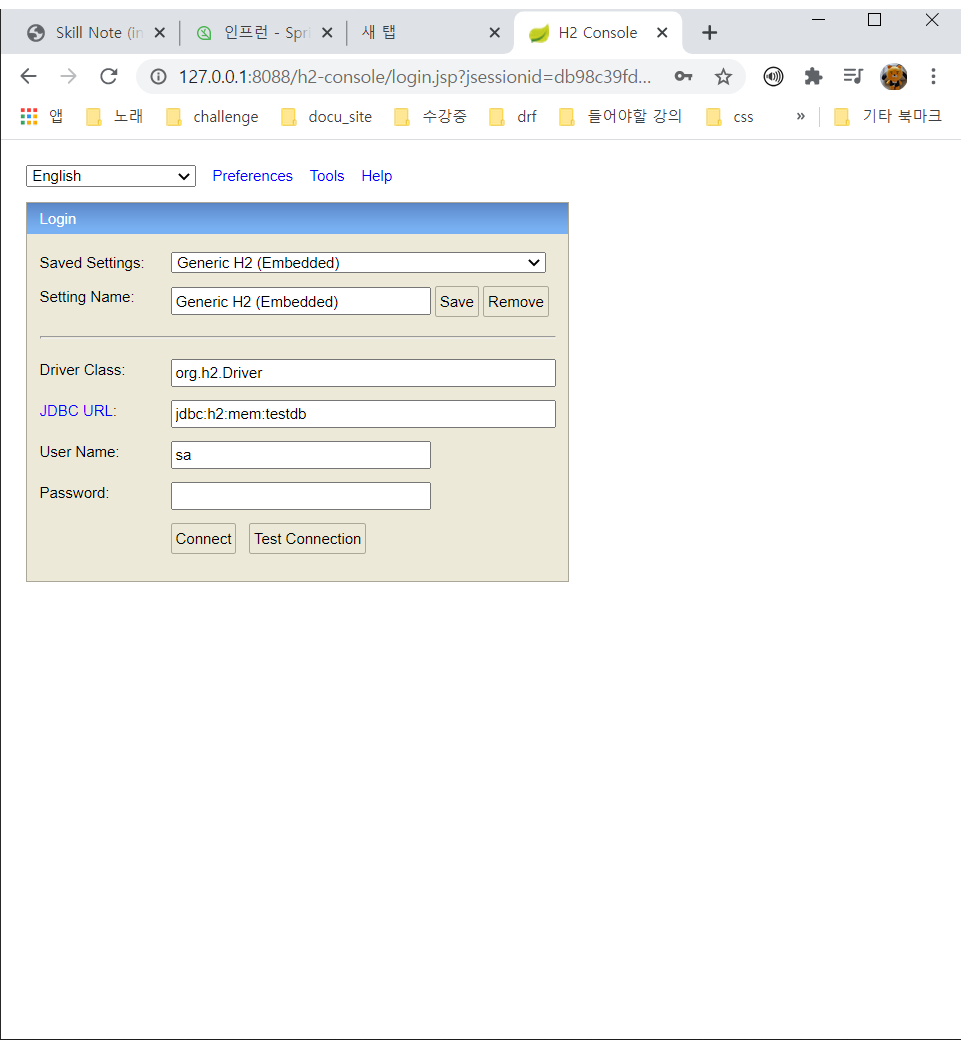 Skill Note (in 인프런 - Spri 새 탭 H2 Console
127.0.0.1:8088/h2-console/login.jsp?jsessionid=db98c39fd...
앱 노래 challenge docu_site 수강중 drf 들어야할 강의 css » 기타 북마크
English Preferences Tools Help
Login
Saved Settings: Generic H2 (Embedded)
Setting Name: Generic H2 (Embedded) Save Remove
Driver Class: org.h2.Driver
JDBC URL: jdbc:h2:mem:testdb
User Name: sa
Password:
Connect Test Connection